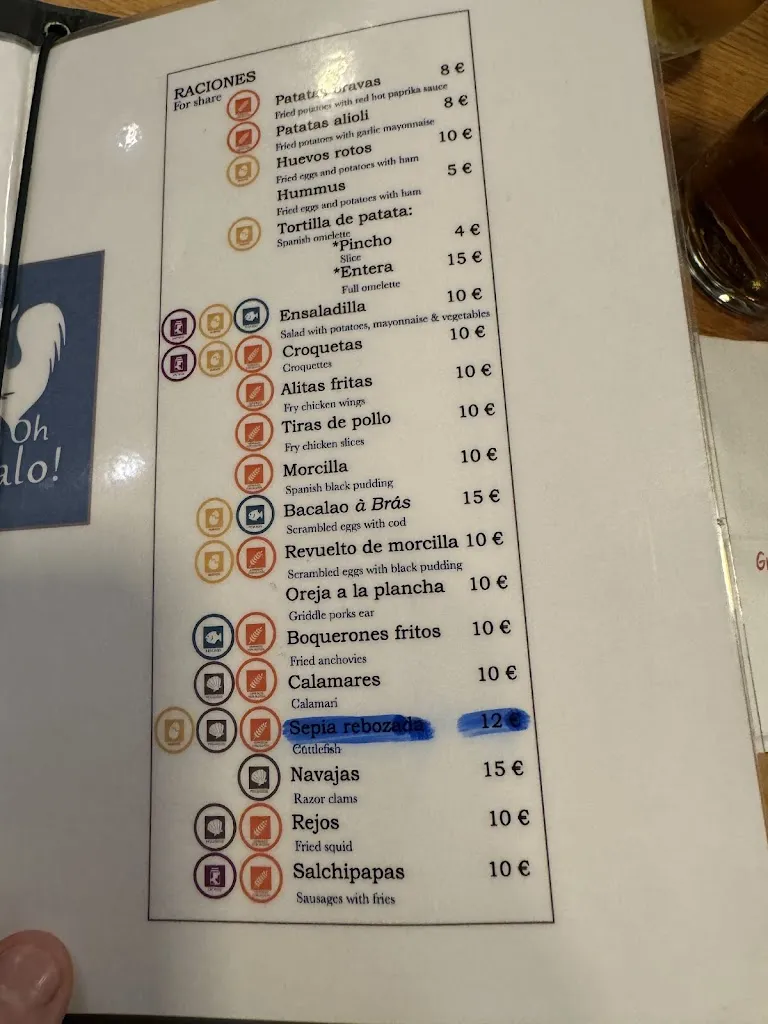 RACIONES
For share
Patatas bravas 8 €
Fried potatoes with red hot paprika sauce
Patatas alioli 8 €
Fried potatoes with garlic mayonnaise
Huevos rotos 10 €
Fried eggs and potatoes with ham
Hummus 5 €
Fried eggs and potatoes with ham
Tortilla de patata:
Spanish omelette
*Pincho 4 €
Slice
*Entera 15 €
Full omelette
Ensaladilla 10 €
Salad with potatoes, mayonnaise & vegetables
Croquetas 10 €
Croquettes
Alitas fritas 10 €
Fry chicken wings
Tiras de pollo 10 €
Fry chicken slices
Morcilla 10 €
Spanish black pudding
Bacalao à Brás 15 €
Scrambled eggs with cod
Revuelto de morcilla 10 €
Scrambled eggs with black pudding
Oreja a la plancha 10 €
Griddle porks ear
Boquerones fritos 10 €
Fried anchovies
Calamares 10 €
Calamari
Sepia rebozada 12 €
Cuttlefish
Navajas 15 €
Razor clams
Rejos 10 €
Fried squid
Salchipapas 10 €
Sausages with fries
Oh
alo!